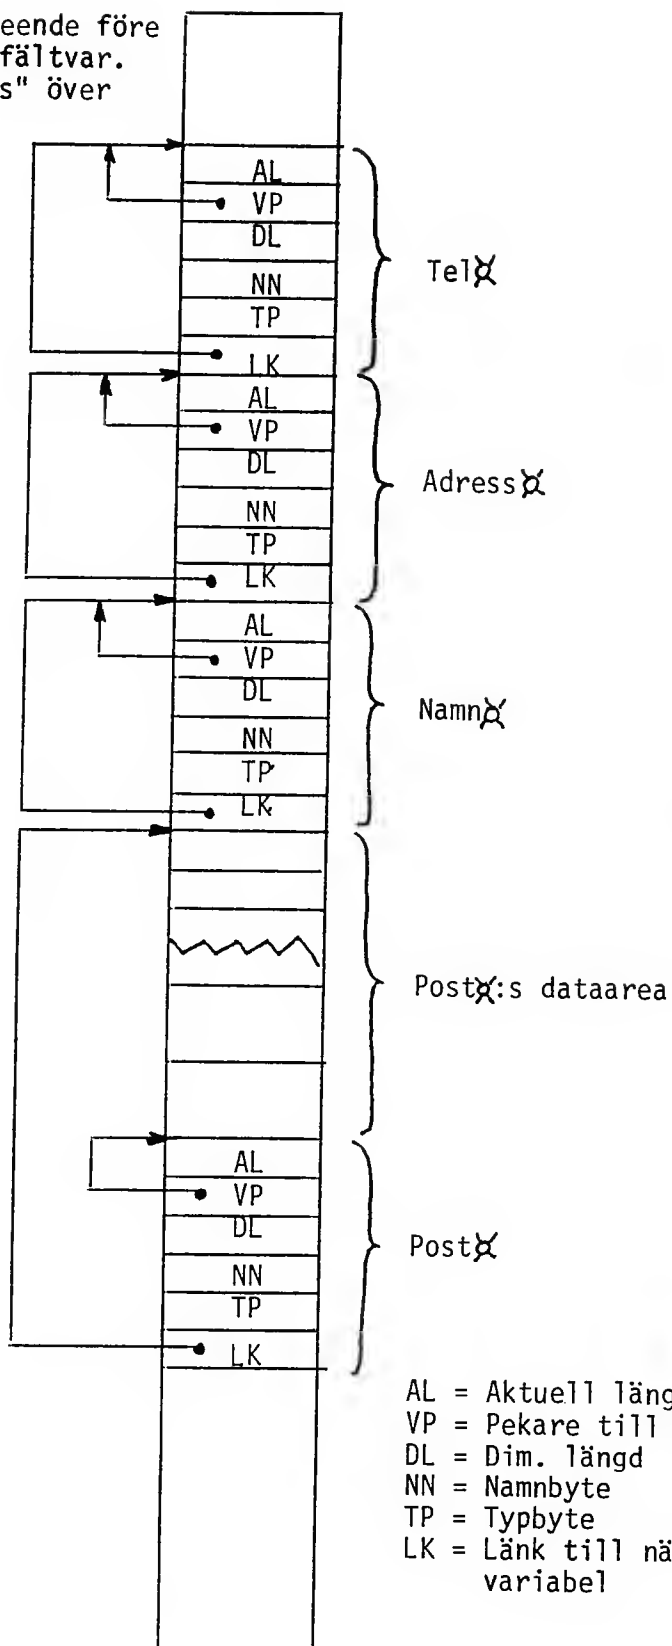 eende före
fältvar.
s" över
AL
VP
DL
NN
TP
LK
Tel¤
AL
VP
DL
NN
TP
LK
Adress¤
AL
VP
DL
NN
TP
LK
Namn¤
Post¤:s dataarea
AL
VP
DL
NN
TP
LK
Post¤
AL = Aktuell läng
VP = Pekare till
DL = Dim. längd
NN = Namnbyte
TP = Typbyte
LK = Länk till nä
variabel